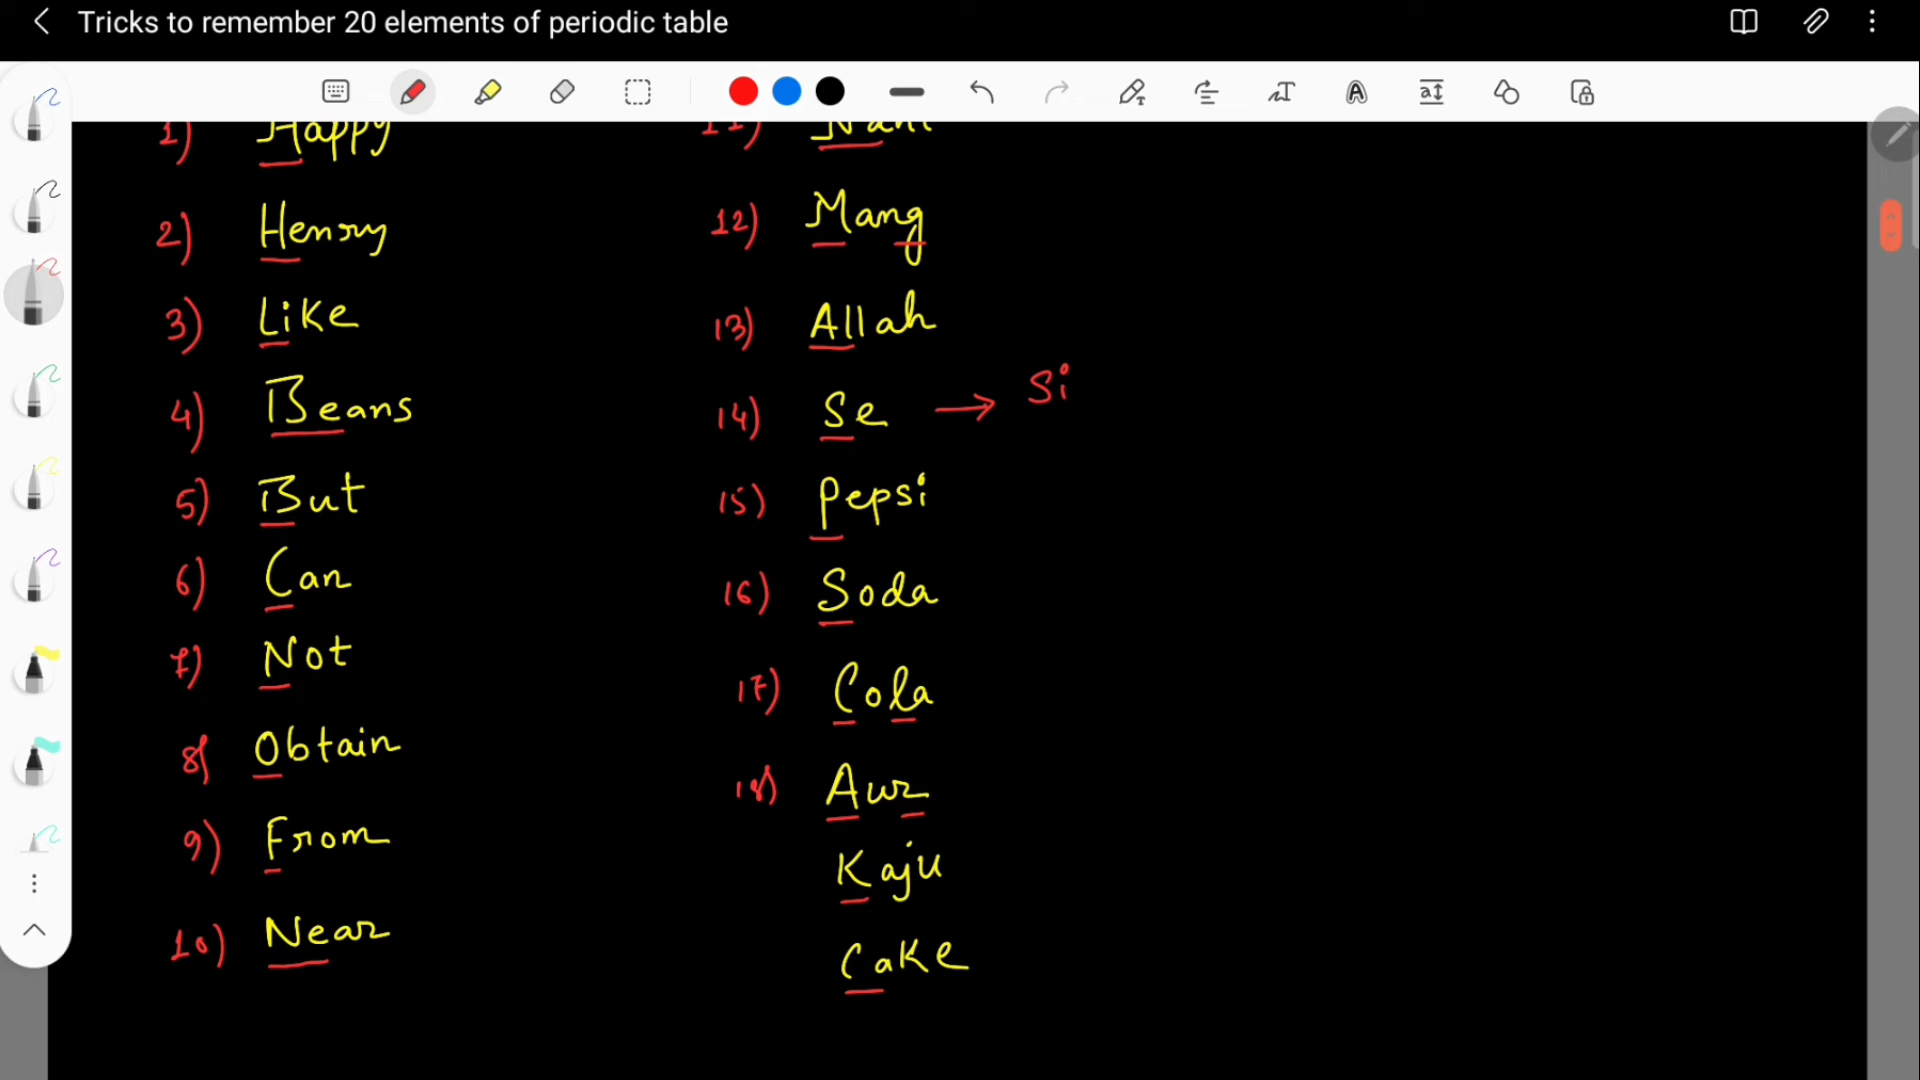 Tricks to remember 20 elements of periodic table
1) Happy
2) Henry
3) Like
4) Beans
5) But
6) Can
7) Not
8) Obtain
9) From
10) Near
11) Nani
12) Mang
13) Allah
14) Se → Si
15) Pepsi
16) Soda
17) Cola
18) Aur
Kaju
Cake